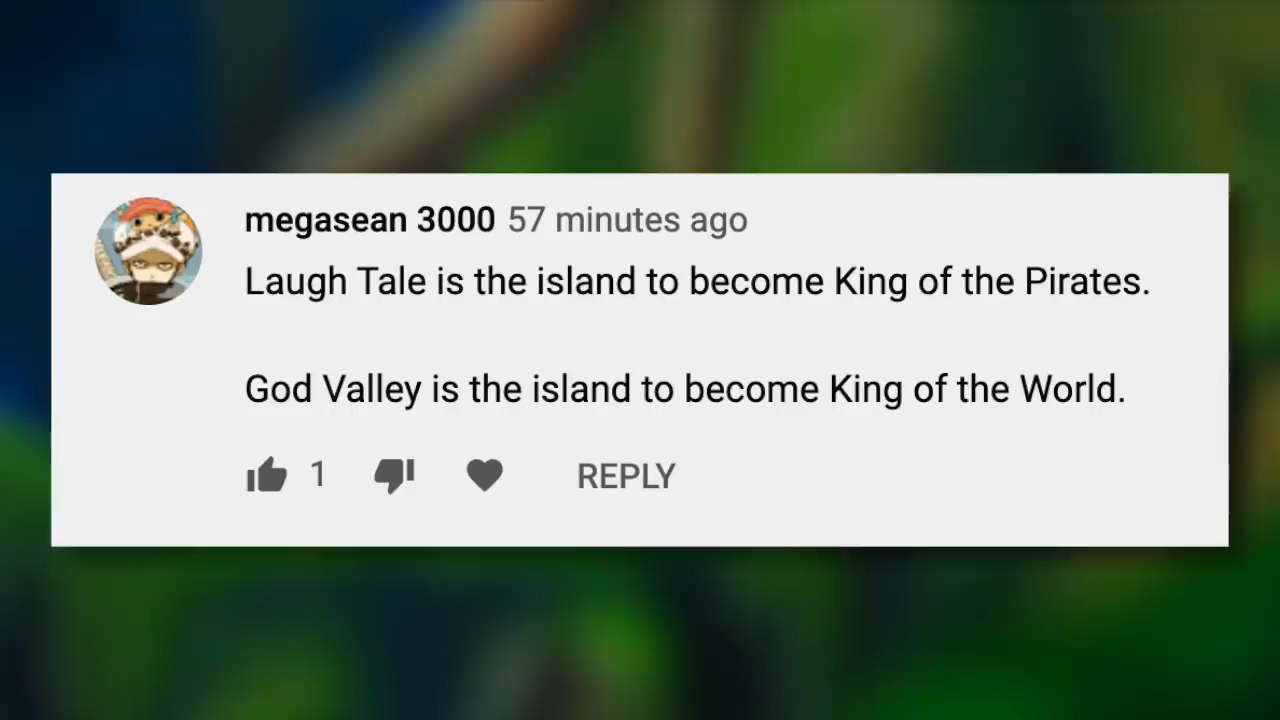 megasean 3000 57 minutes ago
Laugh Tale is the island to become King of the Pirates.
God Valley is the island to become King of the World.
1 REPLY